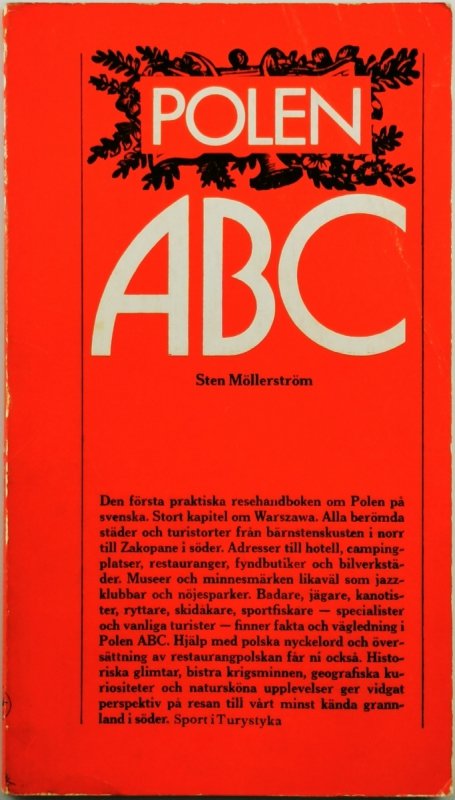 POLEN
ABC
Sten Möllerström
Den första praktiska resehandboken om Polen på
svenska. Stort kapitel om Warszawa. Alla berömda
städer och turistorter från bärnstenskusten i norr
till Zakopane i söder. Adresser till hotell, camping-
platser, restauranger, fyndbutiker och bilverkstä-
der. Museer och minnesmärken likaväl som jazz-
klubbar och nöjesparker. Badare, jägare, kanotis-
ter, ryttare, skidåkare, sportfiskare — specialister
och vanliga turister — finner fakta och vägledning i
Polen ABC. Hjälp med polska nyckelord och över-
sättning av restaurangpolskan får ni också. Histo-
riska glimtar, bistra krigsminnen, geografiska ku-
riositeter och natursköna upplevelser ger vidgat
perspektiv på resan till vårt minst kända grann-
land i söder. Sport i Turystyka